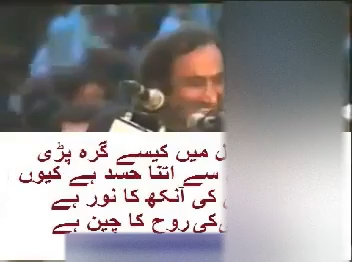 میں کیسے گرہ پڑی
سے اتنا حسد ہے کیوں
کی آنکھ کا نور ہے
کی روح کا چین ہے